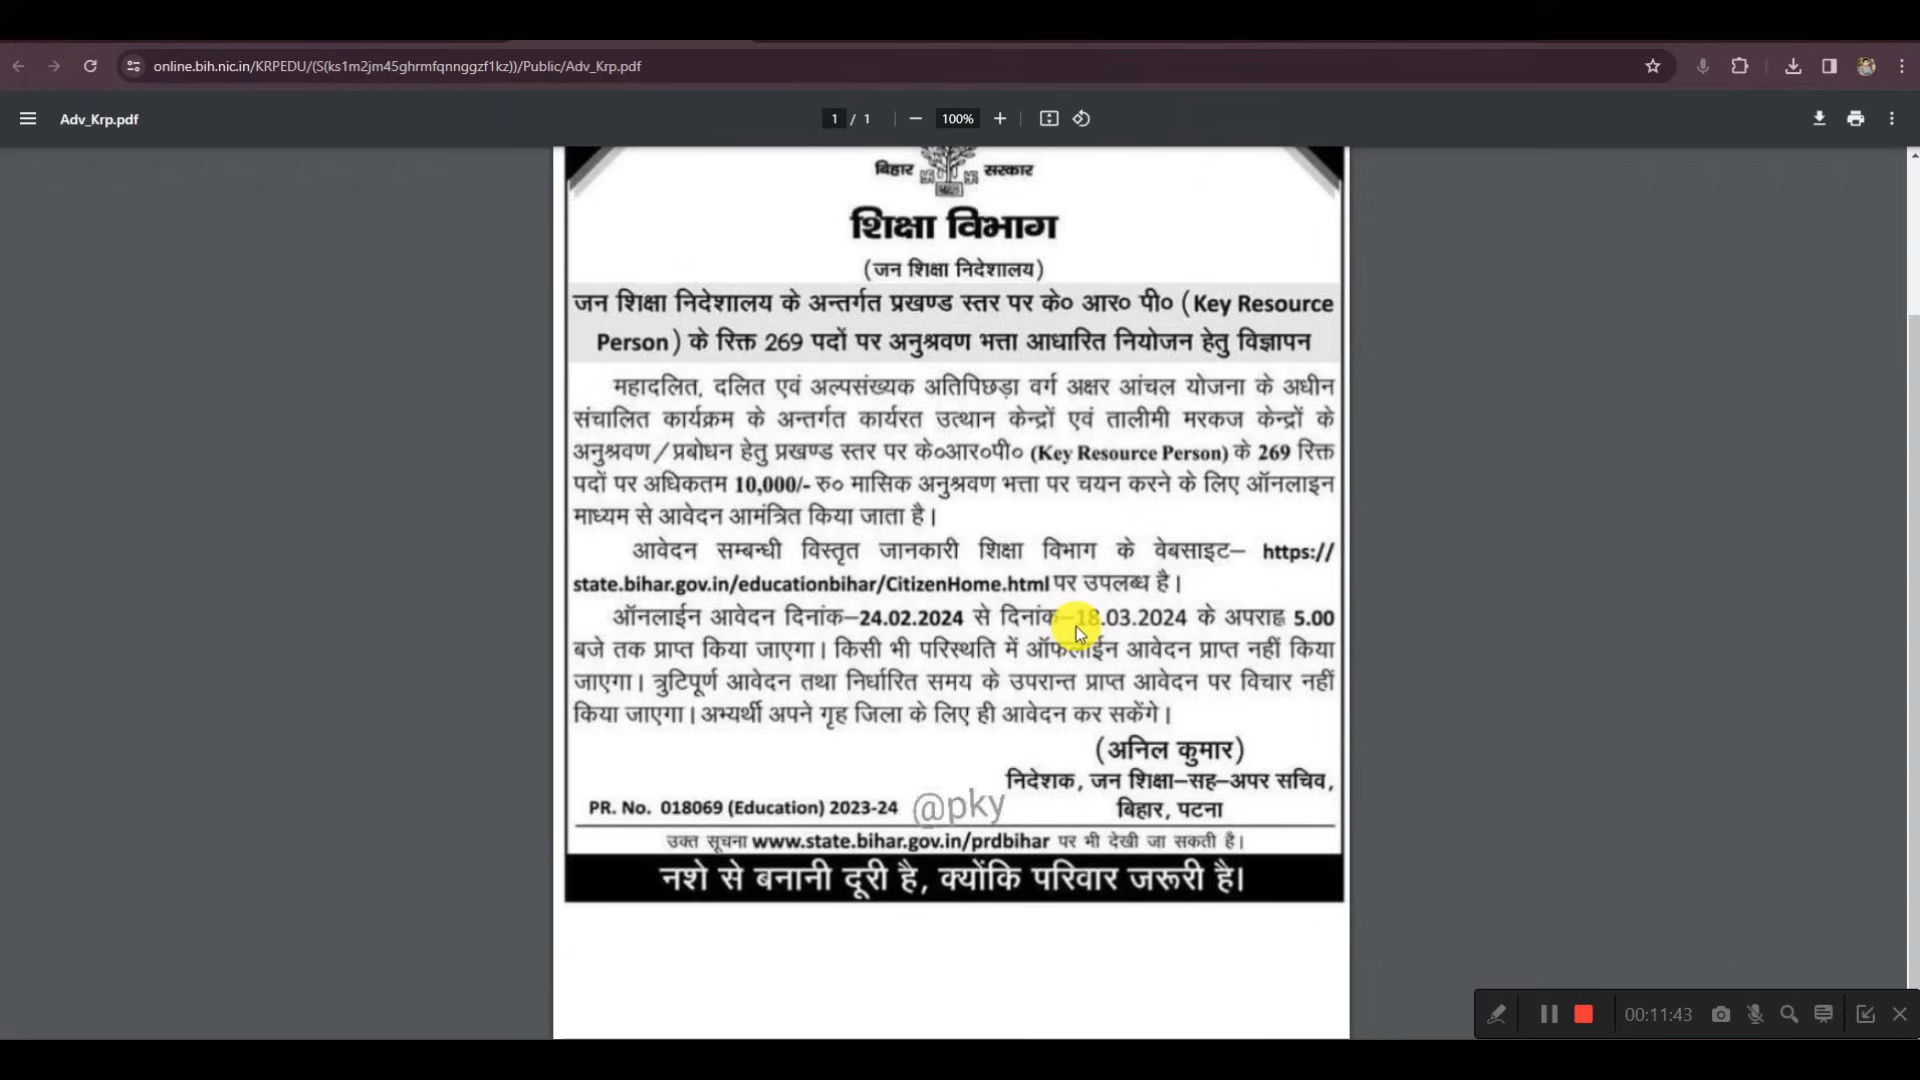 online.bih.nic.in/KRPEDU/(S(ks1m2jm45ghrmfqnnggzf1kz))/Public/Adv_Krp.pdf
Adv_Krp.pdf
1 / 1
100%
बिहार सरकार
शिक्षा विभाग
(जन शिक्षा निदेशालय)
जन शिक्षा निदेशालय के अन्तर्गत प्रखण्ड स्तर पर के० आर० पी० (Key Resource
Person) के रिक्त 269 पदों पर अनुश्रवण भत्ता आधारित नियोजन हेतु विज्ञापन
महादलित, दलित एवं अल्पसंख्यक अतिपिछड़ा वर्ग अक्षर आंचल योजना के अधीन
संचालित कार्यक्रम के अन्तर्गत कार्यरत उत्थान केन्द्रों एवं तालीमी मरकज केन्द्रों के
अनुश्रवण/प्रबोधन हेतु प्रखण्ड स्तर पर के०आर०पी० (Key Resource Person) के 269 रिक्त
पदों पर अधिकतम 10,000/- रु० मासिक अनुश्रवण भत्ता पर चयन करने के लिए ऑनलाइन
माध्यम से आवेदन आमंत्रित किया जाता है।
आवेदन सम्बन्धी विस्तृत जानकारी शिक्षा विभाग के वेबसाइट– https://
state.bihar.gov.in/educationbihar/CitizenHome.html पर उपलब्ध है।
ऑनलाईन आवेदन दिनांक–24.02.2024 से दिनांक–18.03.2024 के अपराह्न 5.00
बजे तक प्राप्त किया जाएगा। किसी भी परिस्थति में ऑफलाईन आवेदन प्राप्त नहीं किया
जाएगा। त्रुटिपूर्ण आवेदन तथा निर्धारित समय के उपरान्त प्राप्त आवेदन पर विचार नहीं
किया जाएगा। अभ्यर्थी अपने गृह जिला के लिए ही आवेदन कर सकेंगे।
(अनिल कुमार)
निदेशक, जन शिक्षा–सह–अपर सचिव,
बिहार, पटना
PR. No. 018069 (Education) 2023-24
@pky
उक्त सूचना www.state.bihar.gov.in/prdbihar पर भी देखी जा सकती है।
नशे से बनानी दूरी है, क्योंकि परिवार जरूरी है।
00:11:43